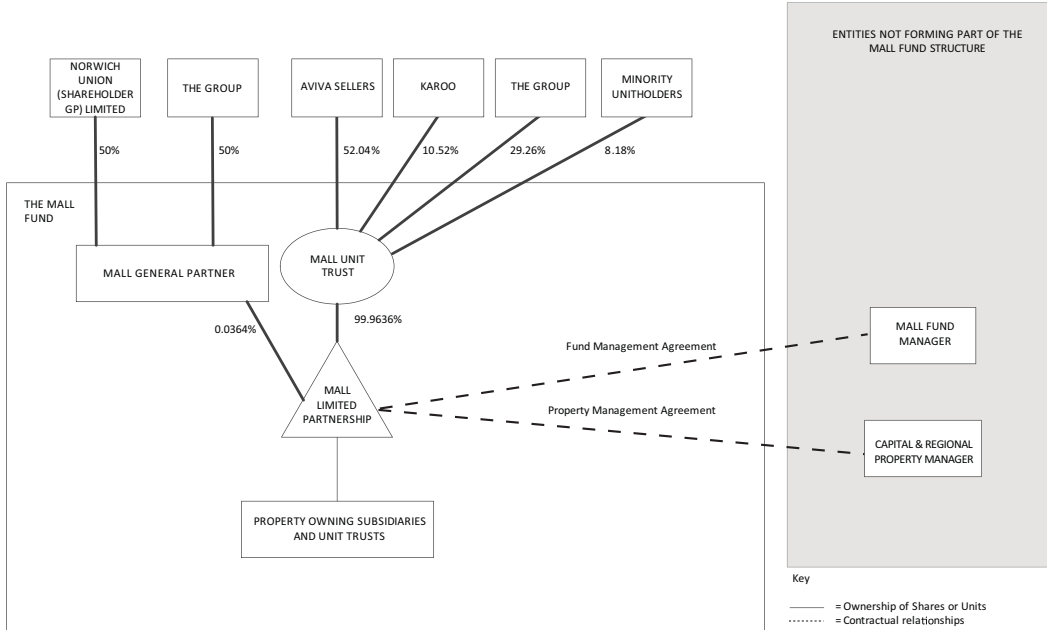 ENTITIES NOT FORMING PART OF THE
MALL FUND STRUCTURE
NORWICH
UNION
(SHAREHOLDER
GP) LIMITED
THE GROUP
AVIVA SELLERS
KAROO
THE GROUP
MINORITY
UNITHOLDERS
50%
50%
52.04%
10.52%
29.26%
8.18%
THE MALL
FUND
MALL GENERAL PARTNER
MALL UNIT
TRUST
0.0364%
99.9636%
MALL
LIMITED
PARTNERSHIP
Fund Management Agreement
Property Management Agreement
MALL FUND
MANAGER
CAPITAL & REGIONAL
PROPERTY MANAGER
PROPERTY OWNING SUBSIDIARIES
AND UNIT TRUSTS
Key
= Ownership of Shares or Units
= Contractual relationships